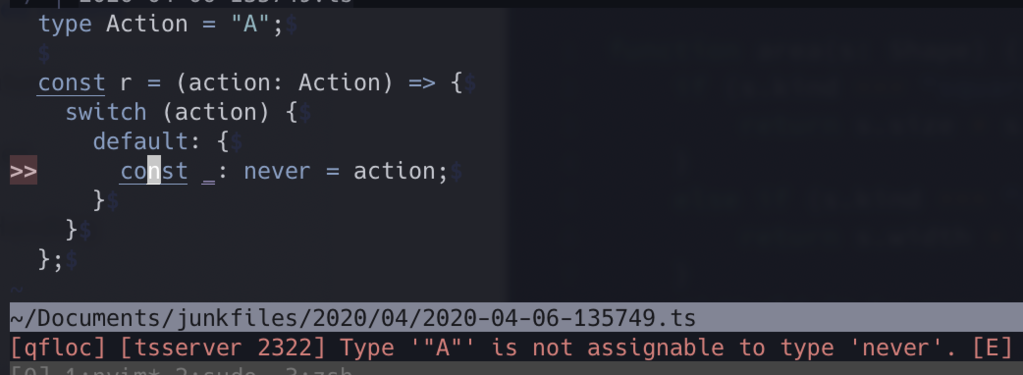 type Action = "A";$
$
const r = (action: Action) => {$
switch (action) {$
default: {$
>> const _: never = action;$
}$
}$
};$
~
~/Documents/junkfiles/2020/04/2020-04-06-135749.ts
[qfloc] [tsserver 2322] Type '"A"' is not assignable to type 'never'. [E]